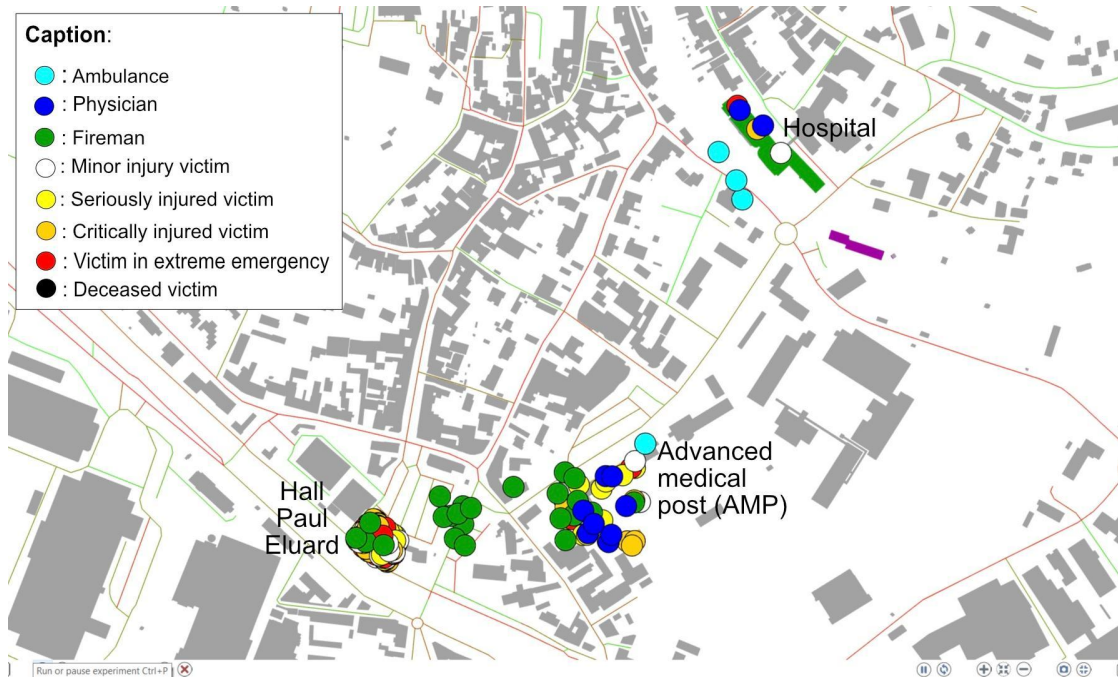 Caption:
: Ambulance
: Physician
: Fireman
: Minor injury victim
: Seriously injured victim
: Critically injured victim
: Victim in extreme emergency
: Deceased victim
Hospital
Advanced
medical
post (AMP)
Hall
Paul
Eluard
Run or pause experiment Ctrl+P